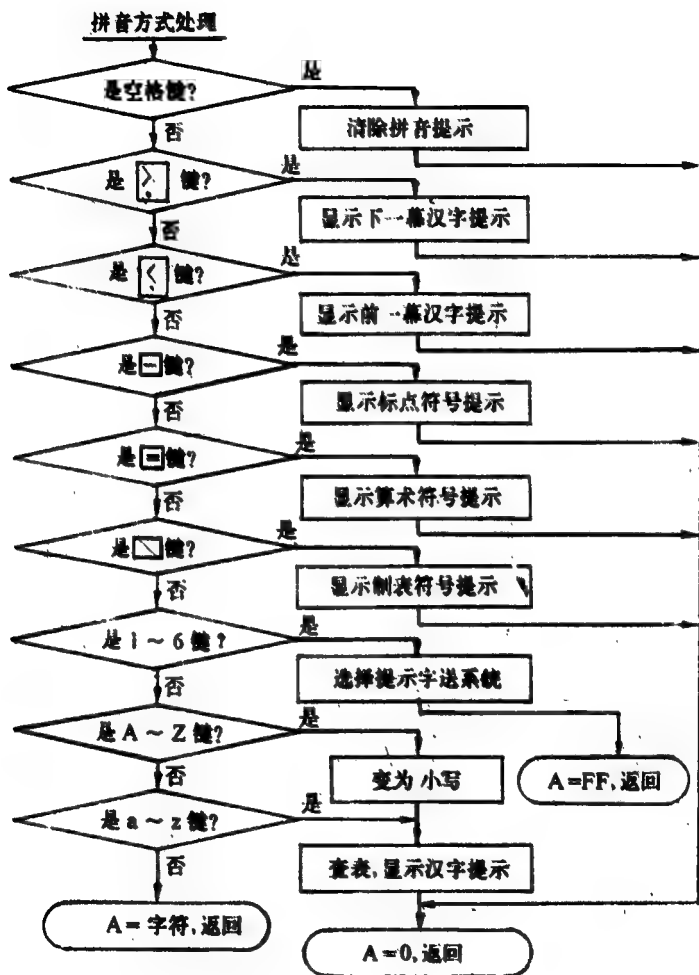 拼音方式处理
是空格键?
是
清除拼音提示
否
是 > . 键?
是
显示下一幕汉字提示
否
是 < , 键?
是
显示前一幕汉字提示
否
是 - 键?
是
显示标点符号提示
否
是 = 键?
是
显示算术符号提示
否
是 \ 键?
是
显示制表符号提示
否
是 1 ~ 6 键?
是
选择提示字送系统
否
是 A ~ Z 键?
是
变为 小写
A =FF, 返回
否
是 a ~ z 键?
是
查表, 显示汉字提示
否
A = 字符, 返回
A =0, 返回